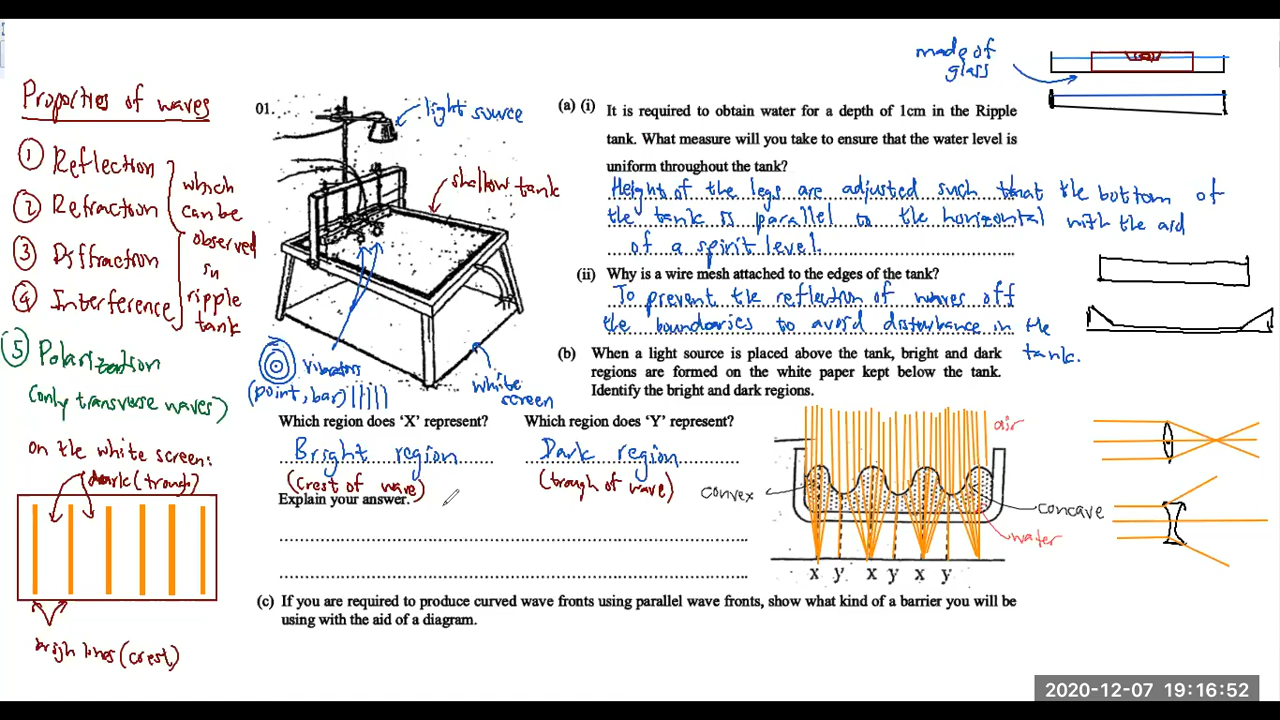 Properties of waves
① Reflection
② Refraction
③ Diffraction
④ Interference
which
can be
observed
in
ripple
tank
⑤ Polarization
(only transverse waves)
on the white screen:
dark (trough)
brigh lines (crest)
01.
light source
shallow tank
vibrators
(point, bar)
white
screen
made of
glass
(a) (i) It is required to obtain water for a depth of 1cm in the Ripple
tank. What measure will you take to ensure that the water level is
uniform throughout the tank?
Height of the legs are adjusted such that the bottom of
the tank is parallel to the horizontal with the aid
of a spirit level.
(ii) Why is a wire mesh attached to the edges of the tank?
To prevent the reflection of waves off
the boundaries to avoid disturbance in the
tank.
(b) When a light source is placed above the tank, bright and dark
regions are formed on the white paper kept below the tank.
Identify the bright and dark regions.
Which region does ‘X’ represent? Which region does ‘Y’ represent?
Bright region Dark region
(crest of wave) (trough of wave)
Explain your answer.
air
convex
concave
water
x y x y x y
(c) If you are required to produce curved wave fronts using parallel wave fronts, show what kind of a barrier you will be
using with the aid of a diagram.
2020-12-07 19:16:52